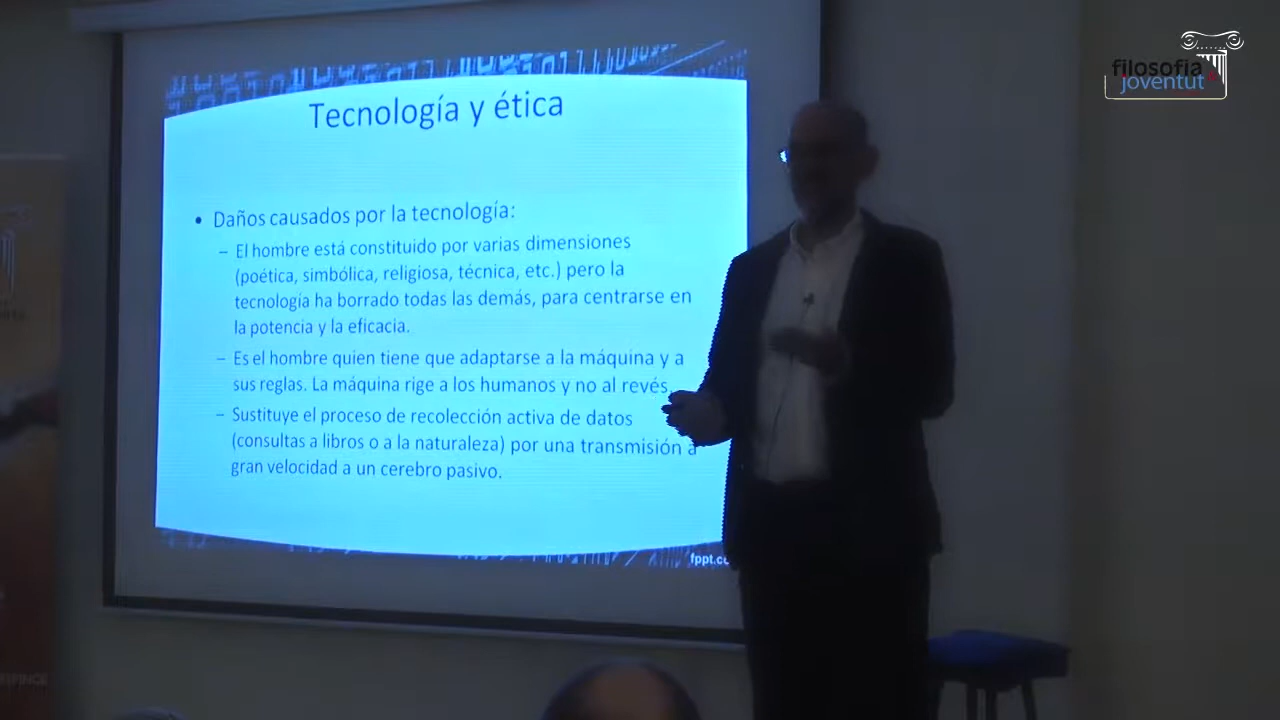 filosofia
joventut
Tecnología y ética
• Daños causados por la tecnología:
– El hombre está constituido por varias dimensiones
(poética, simbólica, religiosa, técnica, etc.) pero la
tecnología ha borrado todas las demás, para centrarse en
la potencia y la eficacia.
– Es el hombre quien tiene que adaptarse a la máquina y a
sus reglas. La máquina rige a los humanos y no al revés.
– Sustituye el proceso de recolección activa de datos
(consultas a libros o a la naturaleza) por una transmisión a
gran velocidad a un cerebro pasivo.